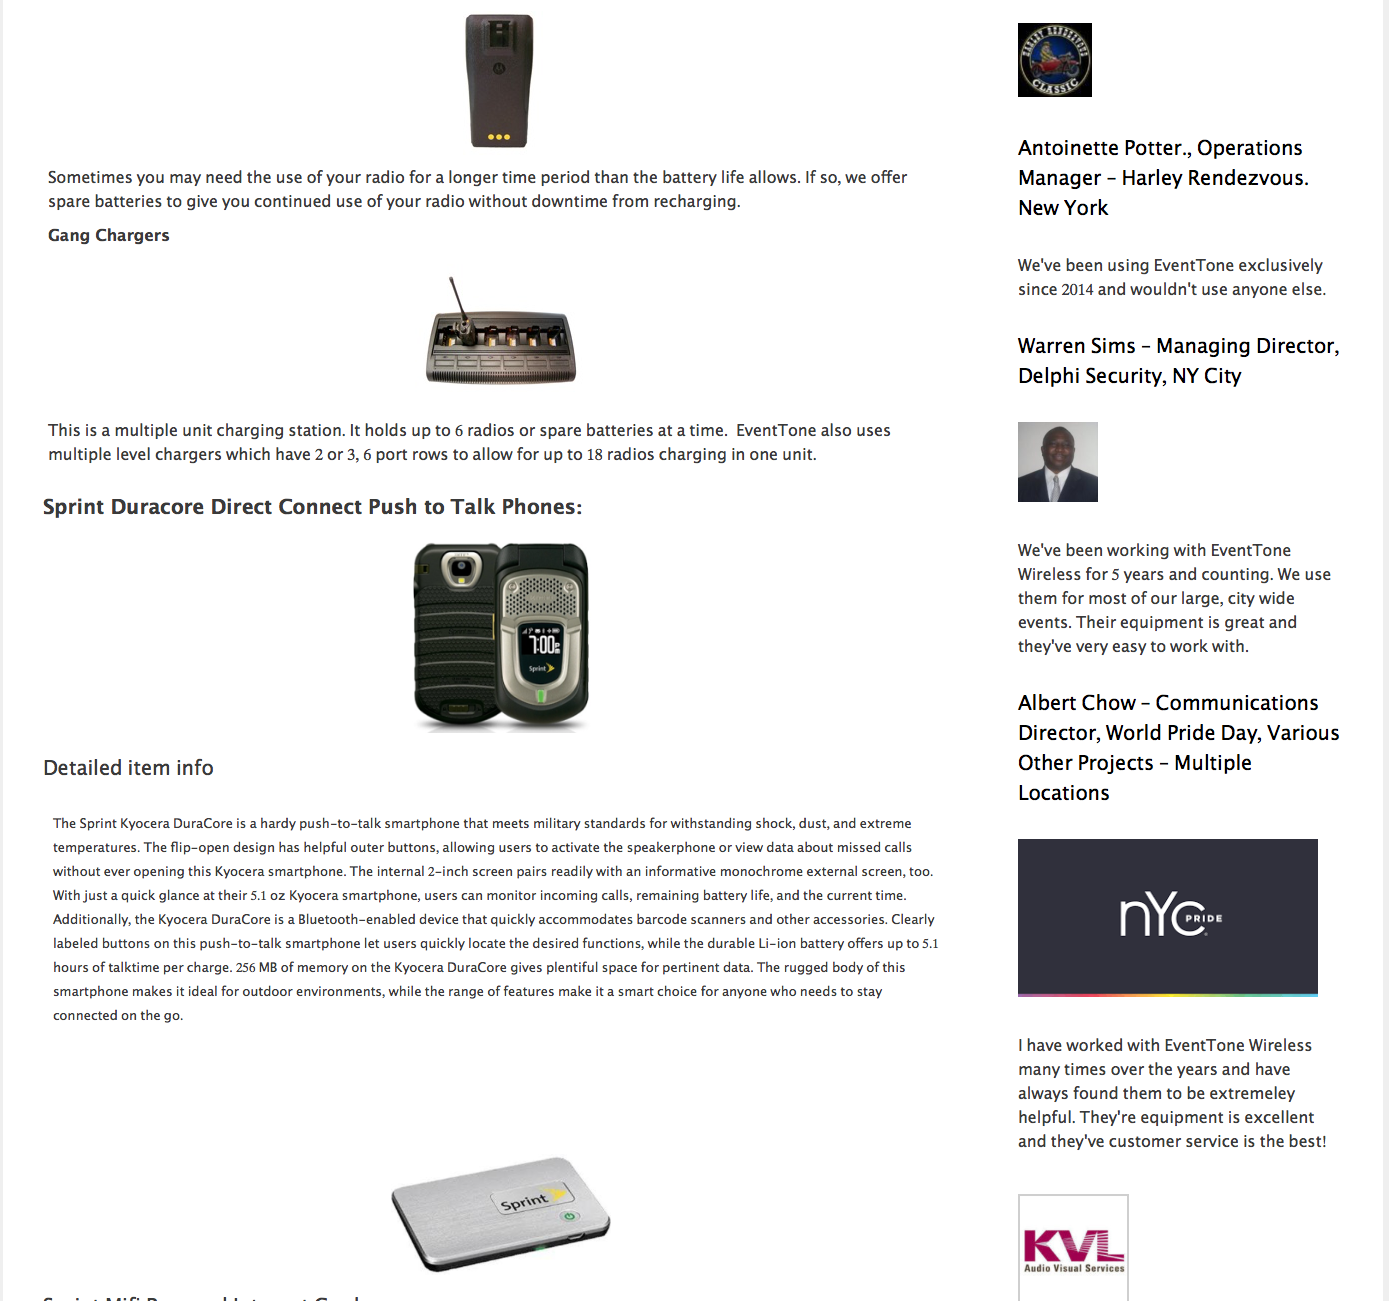 Sometimes you may need the use of your radio for a longer time period than the battery life allows. If so, we offer
spare batteries to give you continued use of your radio without downtime from recharging.
Gang Chargers
This is a multiple unit charging station. It holds up to 6 radios or spare batteries at a time.  EventTone also uses
multiple level chargers which have 2 or 3, 6 port rows to allow for up to 18 radios charging in one unit.
Sprint Duracore Direct Connect Push to Talk Phones:
7:00
Sprint
Detailed item info
The Sprint Kyocera DuraCore is a hardy push-to-talk smartphone that meets military standards for withstanding shock, dust, and extreme
temperatures. The flip-open design has helpful outer buttons, allowing users to activate the speakerphone or view data about missed calls
without ever opening this Kyocera smartphone. The internal 2-inch screen pairs readily with an informative monochrome external screen, too.
With just a quick glance at their 5.1 oz Kyocera smartphone, users can monitor incoming calls, remaining battery life, and the current time.
Additionally, the Kyocera DuraCore is a Bluetooth-enabled device that quickly accommodates barcode scanners and other accessories. Clearly
labeled buttons on this push-to-talk smartphone let users quickly locate the desired functions, while the durable Li-ion battery offers up to 5.1
hours of talktime per charge. 256 MB of memory on the Kyocera DuraCore gives plentiful space for pertinent data. The rugged body of this
smartphone makes it ideal for outdoor environments, while the range of features make it a smart choice for anyone who needs to stay
connected on the go.
Sprint
HARLEY RENDEZVOUS
CLASSIC
Antoinette Potter., Operations
Manager – Harley Rendezvous.
New York
We've been using EventTone exclusively
since 2014 and wouldn't use anyone else.
Warren Sims – Managing Director,
Delphi Security, NY City
We've been working with EventTone
Wireless for 5 years and counting. We use
them for most of our large, city wide
events. Their equipment is great and
they've very easy to work with.
Albert Chow – Communications
Director, World Pride Day, Various
Other Projects – Multiple
Locations
nYc PRIDE
I have worked with EventTone Wireless
many times over the years and have
always found them to be extremeley
helpful. They're equipment is excellent
and they've customer service is the best!
KVL
Audio Visual Services